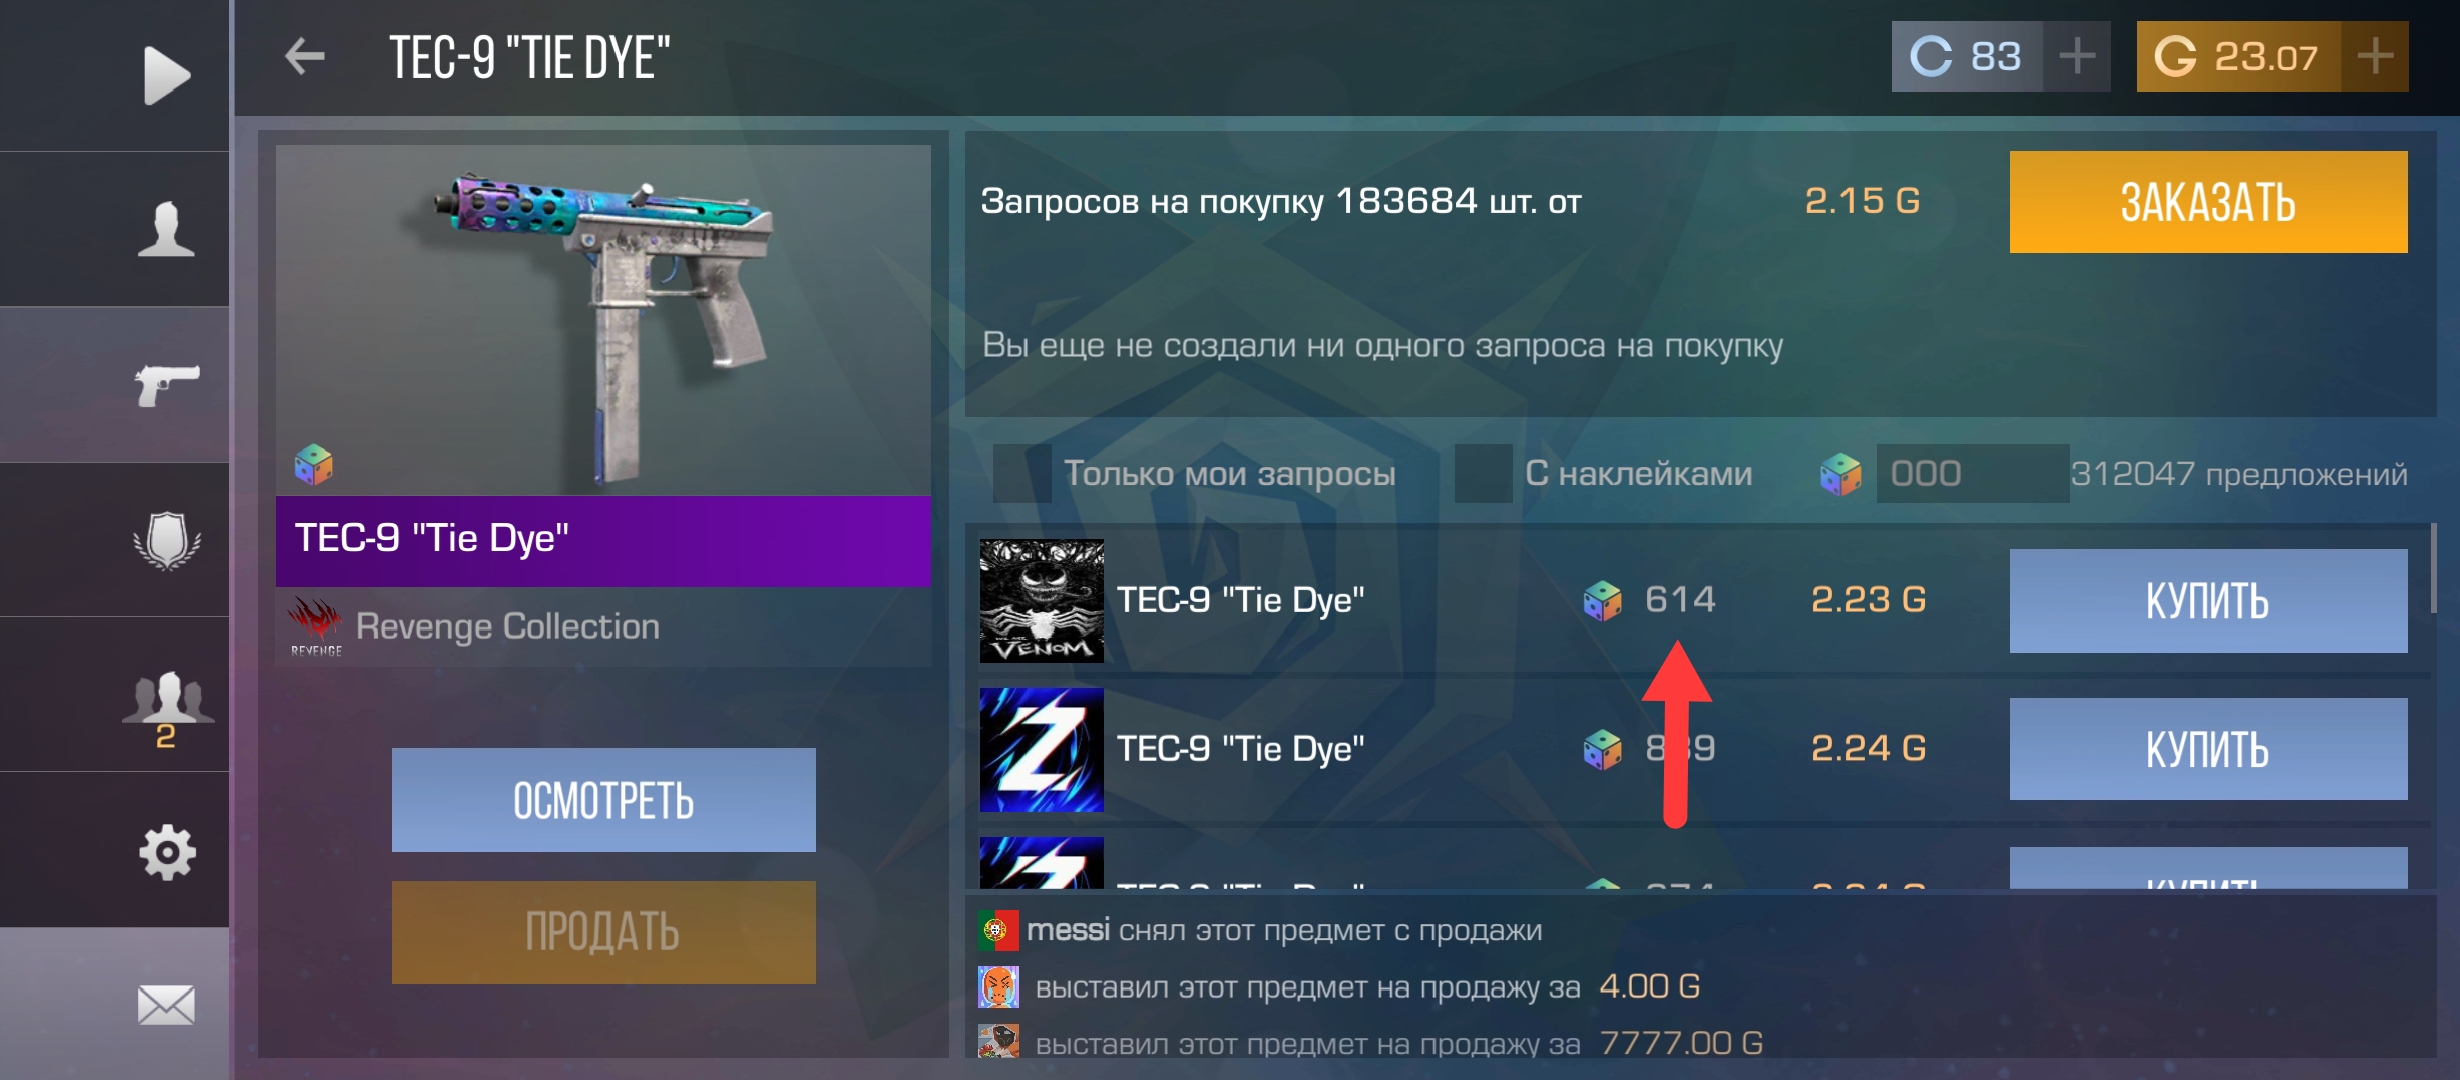 TEC-9 "TIE DYE"
C 83 +
G 23.07 +
Запросов на покупку 183684 шт. от 2.15 G
ЗАКАЗАТЬ
Вы еще не создали ни одного запроса на покупку
Только мои запросы
С наклейками
000
312047 предложений
TEC-9 "Tie Dye"
REVENGE
Revenge Collection
2
ОСМОТРЕТЬ
ПРОДАТЬ
VENOM
TEC-9 "Tie Dye" 614 2.23 G КУПИТЬ
Z
TEC-9 "Tie Dye" 2.24 G КУПИТЬ
messi снял этот предмет с продажи
выставил этот предмет на продажу за 4.00 G
выставил этот предмет на продажу за 7777.00 G